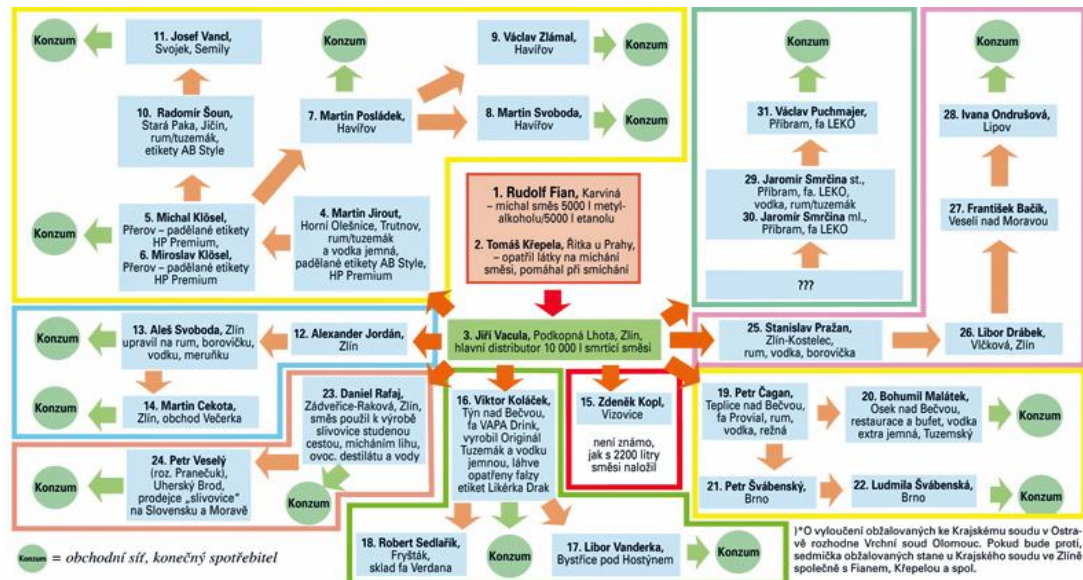 Konzum
11. Josef Vancl,
Svojek, Semily
Konzum
9. Václav Zlámal,
Havířov
Konzum
10. Radomír Šoun,
Stará Paka, Jičín,
rum/tuzemák,
etikety AB Style
7. Martin Posládek,
Havířov
8. Martin Svoboda,
Havířov
Konzum
Konzum
5. Michal Klösel,
Přerov – padělané etikety
HP Premium,
6. Miroslav Klösel,
Přerov – padělané etikety
HP Premium
4. Martin Jirout,
Horní Olešnice, Trutnov,
rum/tuzemák
a vodka jemná,
padělané etikety AB Style,
HP Premium
1. Rudolf Fian, Karviná
– míchal směs 5000 l metyl-
alkoholu/5000 l etanolu
2. Tomáš Křepela, Řitka u Prahy,
– opatřil látky na míchání
směsi, pomáhal při smíchání
Konzum
31. Václav Puchmajer,
Příbram, fa LEKO
29. Jaromír Smrčina st.,
Příbram, fa. LEKO,
vodka, rum/tuzemák
30. Jaromír Smrčina ml.,
Příbram, fa LEKO
???
Konzum
28. Ivana Ondrušová,
Lipov
27. František Bačík,
Veselí nad Moravou
Konzum
13. Aleš Svoboda, Zlín
upravil na rum, borovičku,
vodku, meruňku
12. Alexander Jordán,
Zlín
3. Jiří Vacula, Podkopná Lhota, Zlín,
hlavní distributor 10 000 l smrtící směsi
25. Stanislav Pražan,
Zlín-Kostelec,
rum, vodka, borovička
26. Libor Drábek,
Vlčková, Zlín
Konzum
14. Martin Cekota,
Zlín, obchod Večerka
23. Daniel Rafaj,
Zádveřice-Raková, Zlín,
směs použil k výrobě
slivovice studenou
cestou, mícháním lihu,
ovoc. destilátu a vody
16. Viktor Koláček,
Týn nad Bečvou,
fa VAPA Drink,
vyrobil Originál
Tuzemák a vodku
jemnou, láhve
opatřeny falzy
etiket Likérka Drak
15. Zdeněk Kopl,
Vizovice
není známo,
jak s 2200 litry
směsi naložil
19. Petr Čagan,
Teplice nad Bečvou,
fa Provial, rum,
vodka, režná
20. Bohumil Malátek,
Osek nad Bečvou,
restaurace a bufet, vodka
extra jemná, Tuzemský
Konzum
Konzum
24. Petr Veselý
(roz. Pranečuk),
Uherský Brod,
prodejce „slivovice"
na Slovensku a Moravě
Konzum
21. Petr Švábenský,
Brno
22. Ludmila Švábenská,
Brno
Konzum
18. Robert Sedlařík,
Fryšták,
sklad fa Verdana
Konzum
17. Libor Vanderka,
Bystřice pod Hostýnem
Konzum
Konzum = obchodní síť, konečný spotřebitel
)*O vyloučení obžalovaných ke Krajskému soudu v Ostra-
vě rozhodne Vrchní soud Olomouc. Pokud bude proti,
sedmička obžalovaných stane u Krajského soudu ve Zlíně
společně s Fianem, Křepelou a spol.